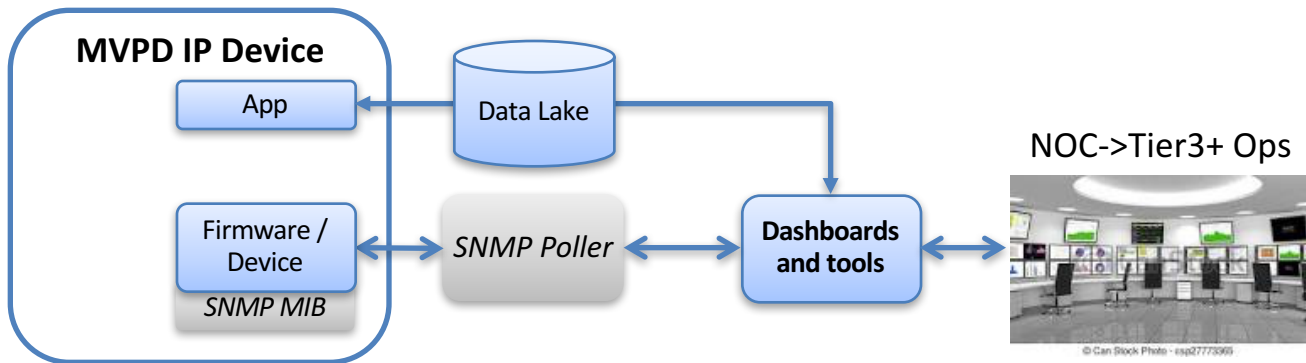 MVPD IP Device
App
Data Lake
NOC->Tier3+ Ops
Firmware /
Device
SNMP MIB
SNMP Poller
Dashboards
and tools
© Can Stock Photo - csp27773365